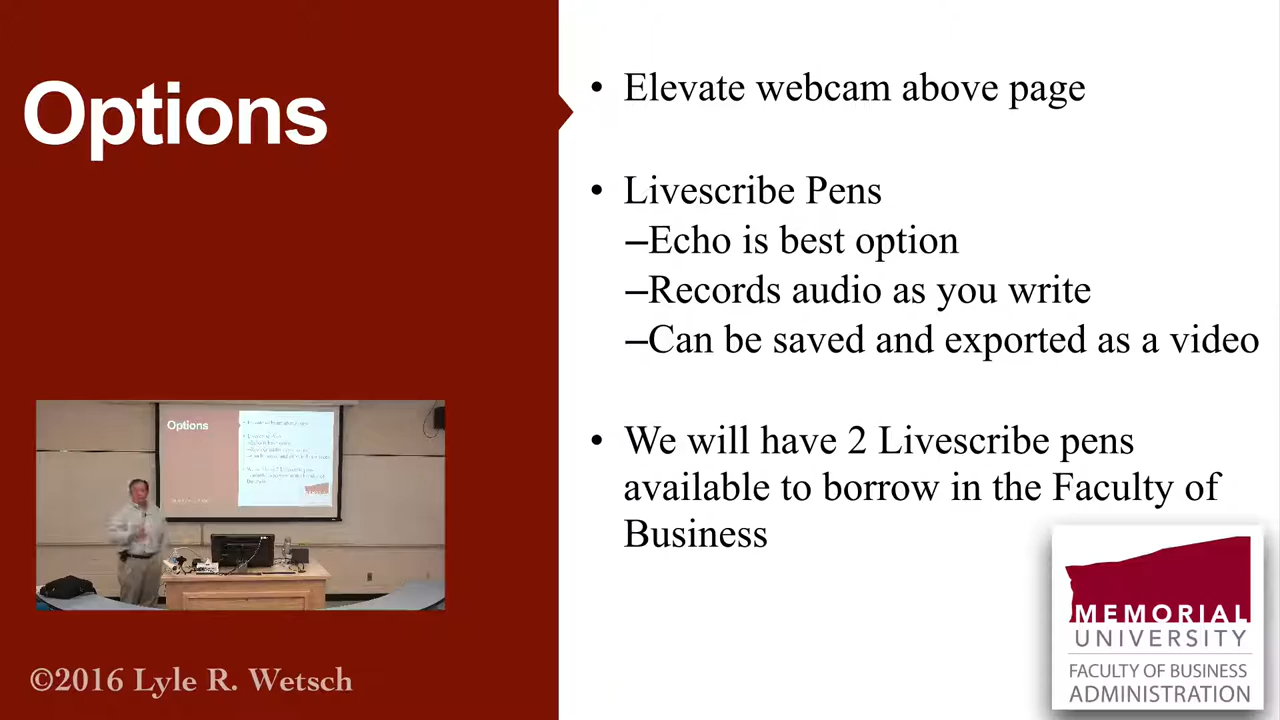 Options
• Elevate webcam above page
• Livescribe Pens
–Echo is best option
–Records audio as you write
–Can be saved and exported as a video
• We will have 2 Livescribe pens
available to borrow in the Faculty of
Business
Options
©2016 Lyle R. Wetsch
MEMORIAL
UNIVERSITY
FACULTY OF BUSINESS
ADMINISTRATION